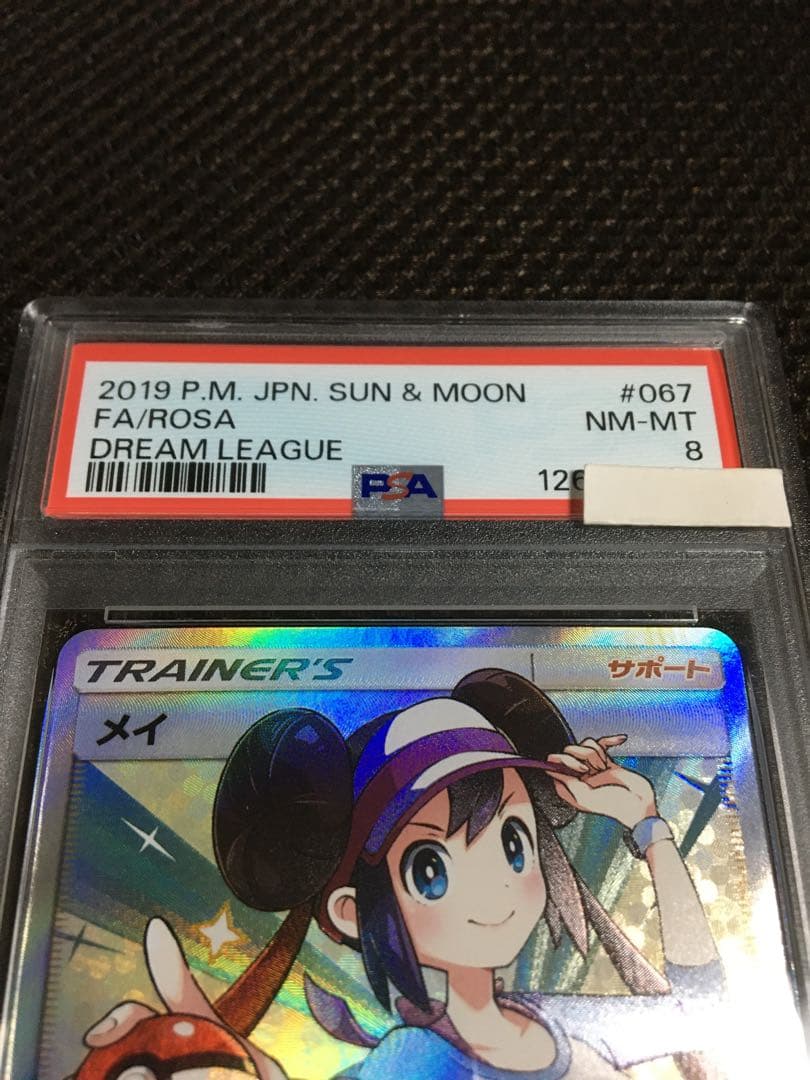 2019 P.M. JPN. SUN & MOON #067
FA/ROSA NM-MT
DREAM LEAGUE 8
PSA 126
TRAINER'S サポート
メイ